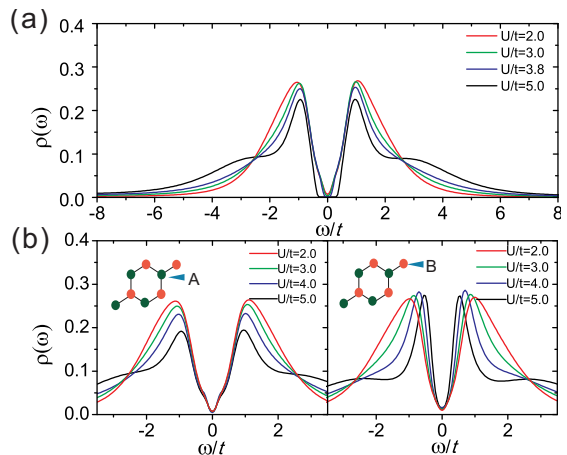 (a)
0.4
0.3
0.2
0.1
0.0
ρ(ω)
U/t=2.0
U/t=3.0
U/t=3.8
U/t=5.0
-8 -6 -4 -2 0 2 4 6 8
ω/t
(b)
0.4
0.3
0.2
0.1
0.0
ρ(ω)
A
U/t=2.0
U/t=3.0
U/t=4.0
U/t=5.0
-2 0 2
ω/t
B
U/t=2.0
U/t=3.0
U/t=4.0
U/t=5.0
-2 0 2
ω/t